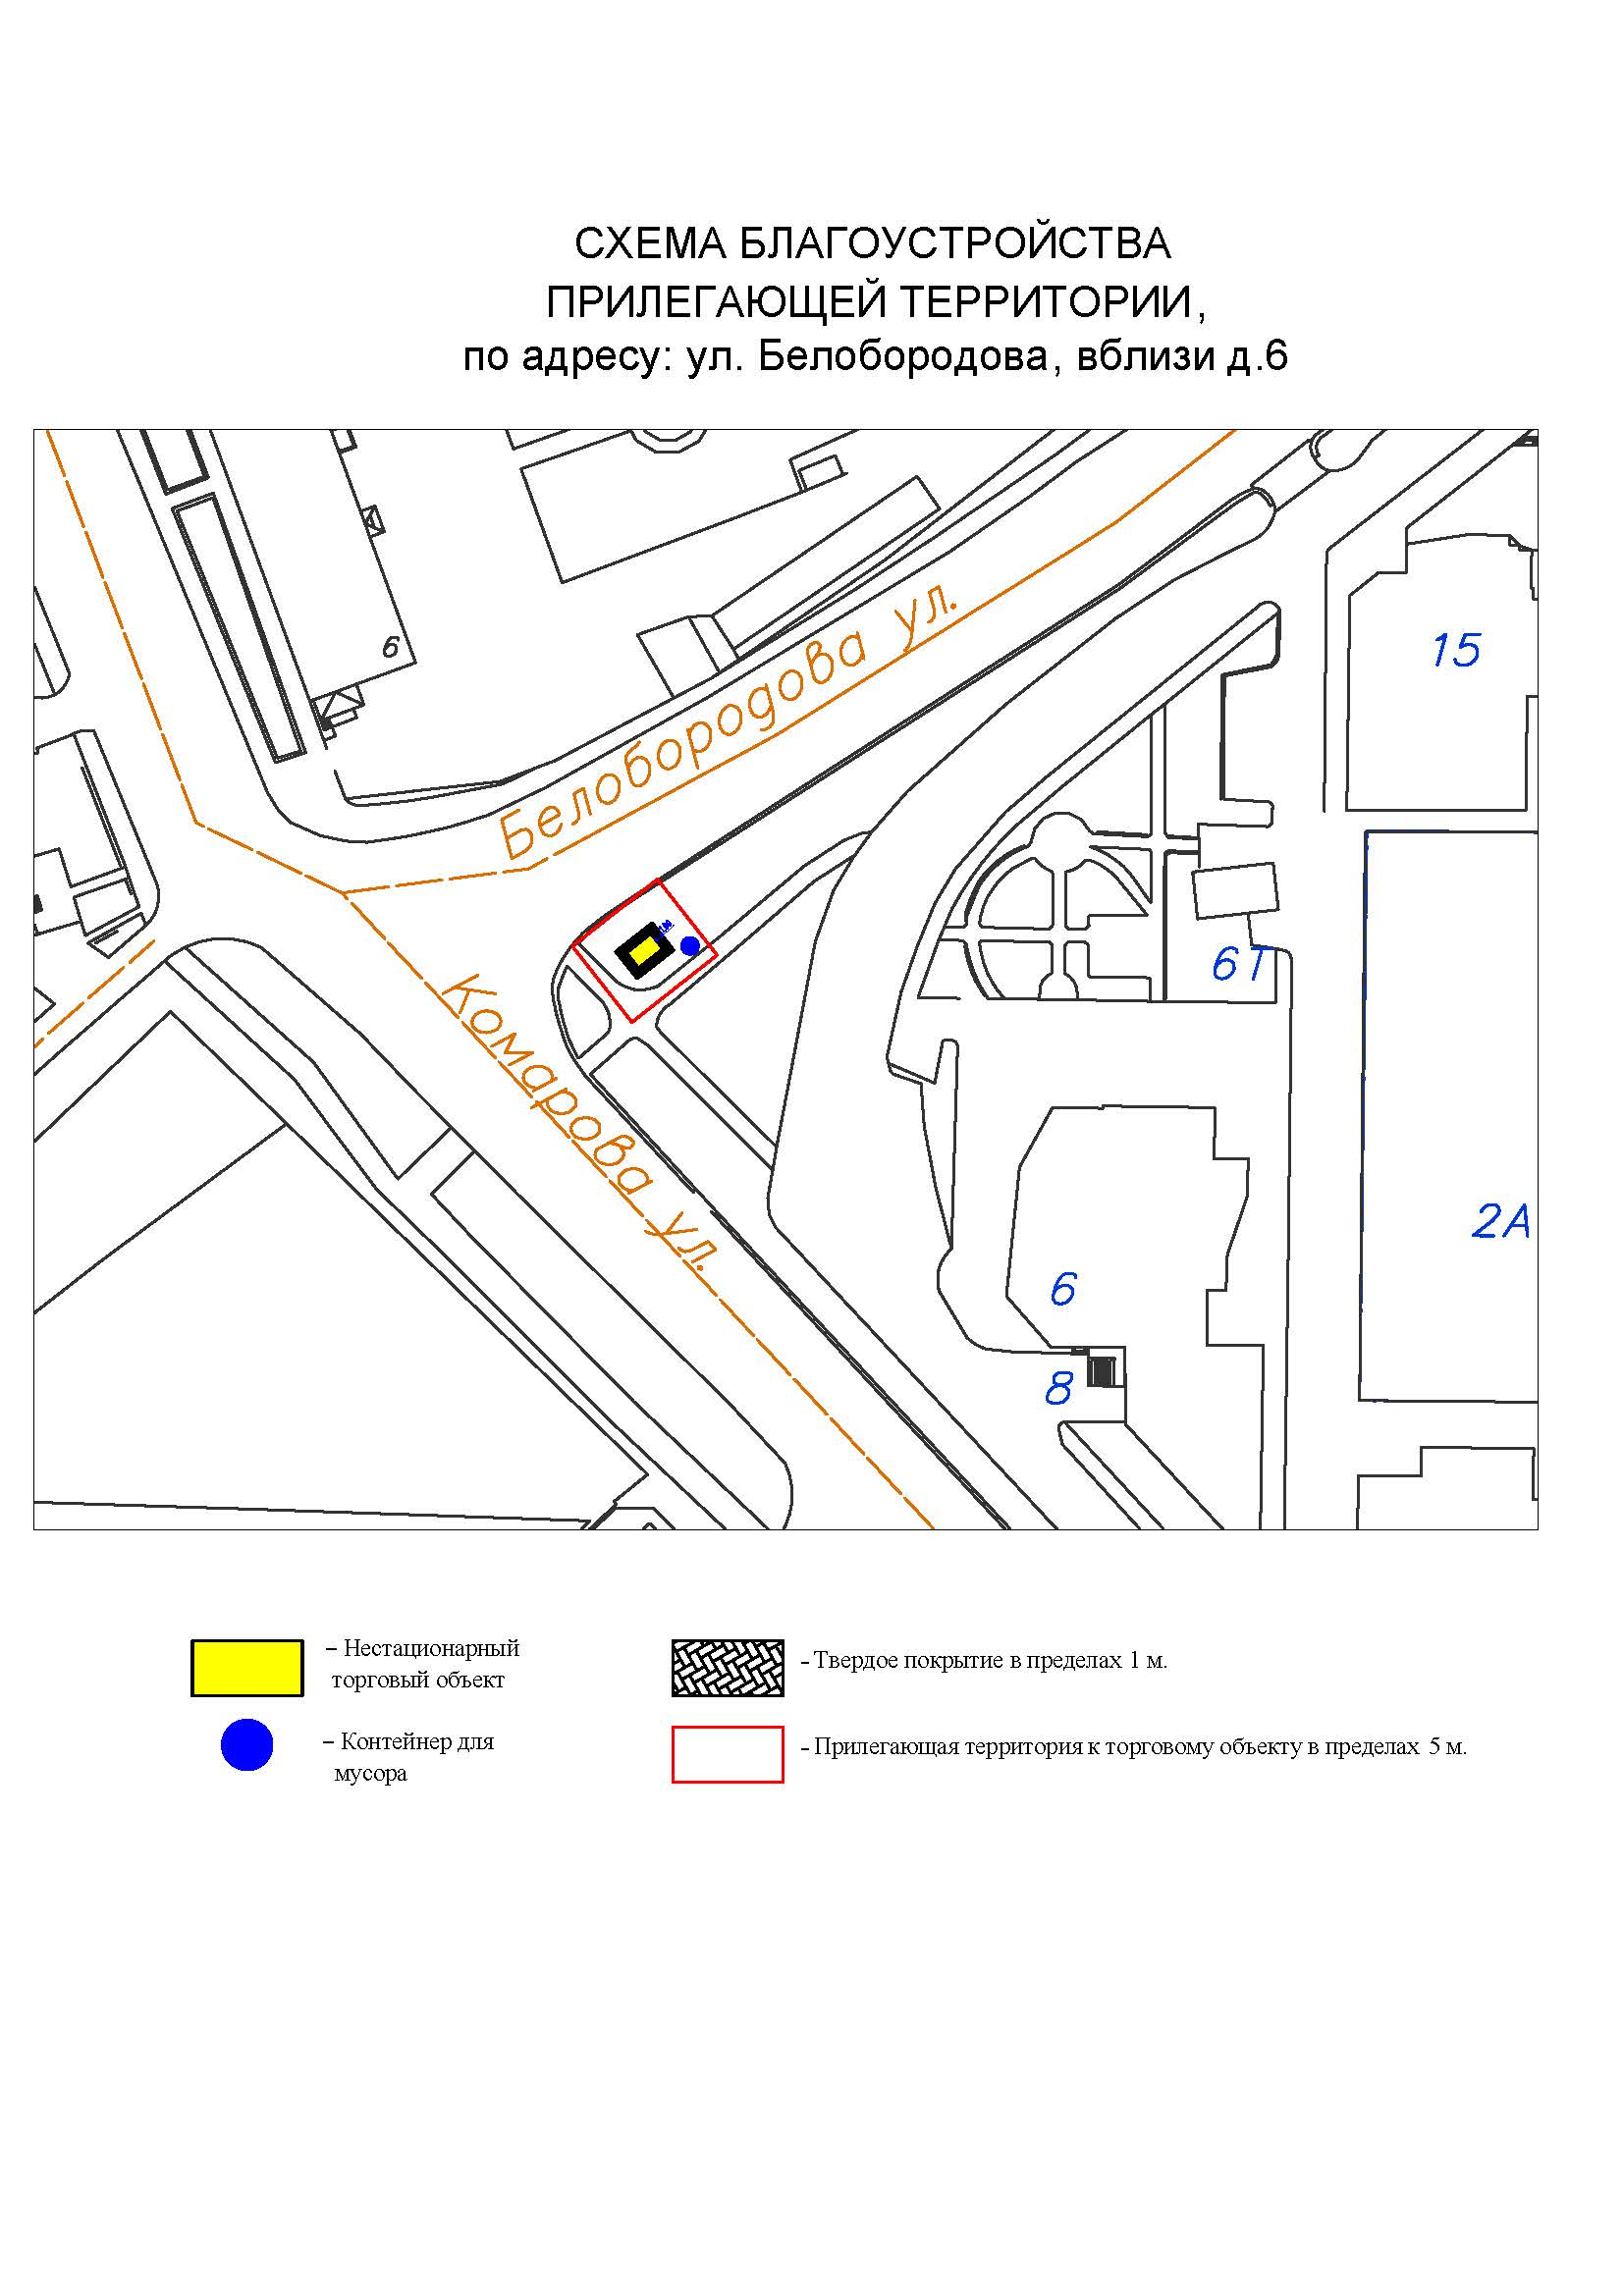 СХЕМА БЛАГОУСТРОЙСТВА
ПРИЛЕГАЮЩЕЙ ТЕРРИТОРИИ,
по адресу: ул. Белобородова, вблизи д.6
6
15
Белобородова ул.
6Т
Комарова ул.
2А
6
8
– Нестационарный
торговый объект
– Твердое покрытие в пределах 1 м.
– Контейнер для
мусора
– Прилегающая территория к торговому объекту в пределах 5 м.